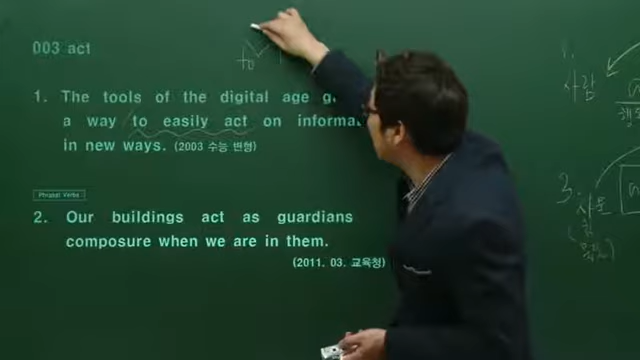 003 act
to V
1. The tools of the digital age
a way to easily act on
in new ways. (2003 수능 변형)
Phrasal Verbs
2. Our buildings act as guardians
composure when we are in them.
(2011. 03. 교육청)
1.
사람
3.